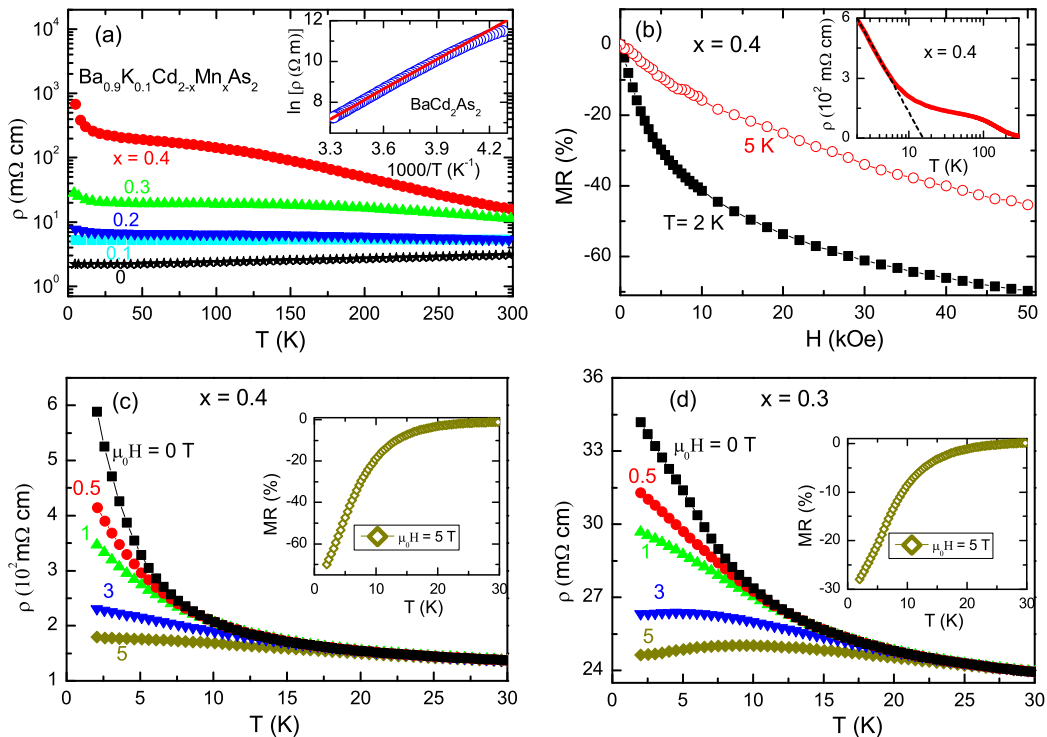 (a)
Ba0.9K0.1Cd2-xMnxAs2
ρ (mΩ cm)
10^4
10^3
10^2
10^1
10^0
x = 0.4
0.3
0.2
0.1
0
0 50 100 150 200 250 300
T (K)
ln [ρ (Ω m)]
12
10
8
BaCd2As2
3.3 3.6 3.9 4.2
1000/T (K^-1)
(b)
x = 0.4
MR (%)
0
-20
-40
-60
5 K
T= 2 K
0 10 20 30 40 50
H (kOe)
ρ (10^2 mΩ cm)
6
3
0
x = 0.4
10 100
T (K)
(c)
x = 0.4
ρ (10^2 mΩ cm)
6
5
4
3
2
1
μ0H = 0 T
0.5
1
3
5
0 5 10 15 20 25 30
T (K)
MR (%)
0
-20
-40
-60
μ0H = 5 T
0 10 20 30
T (K)
(d)
x = 0.3
ρ (mΩ cm)
36
33
30
27
24
μ0H = 0 T
0.5
1
3
5
0 5 10 15 20 25 30
T (K)
MR (%)
0
-10
-20
-30
μ0H = 5 T
0 10 20 30
T (K)